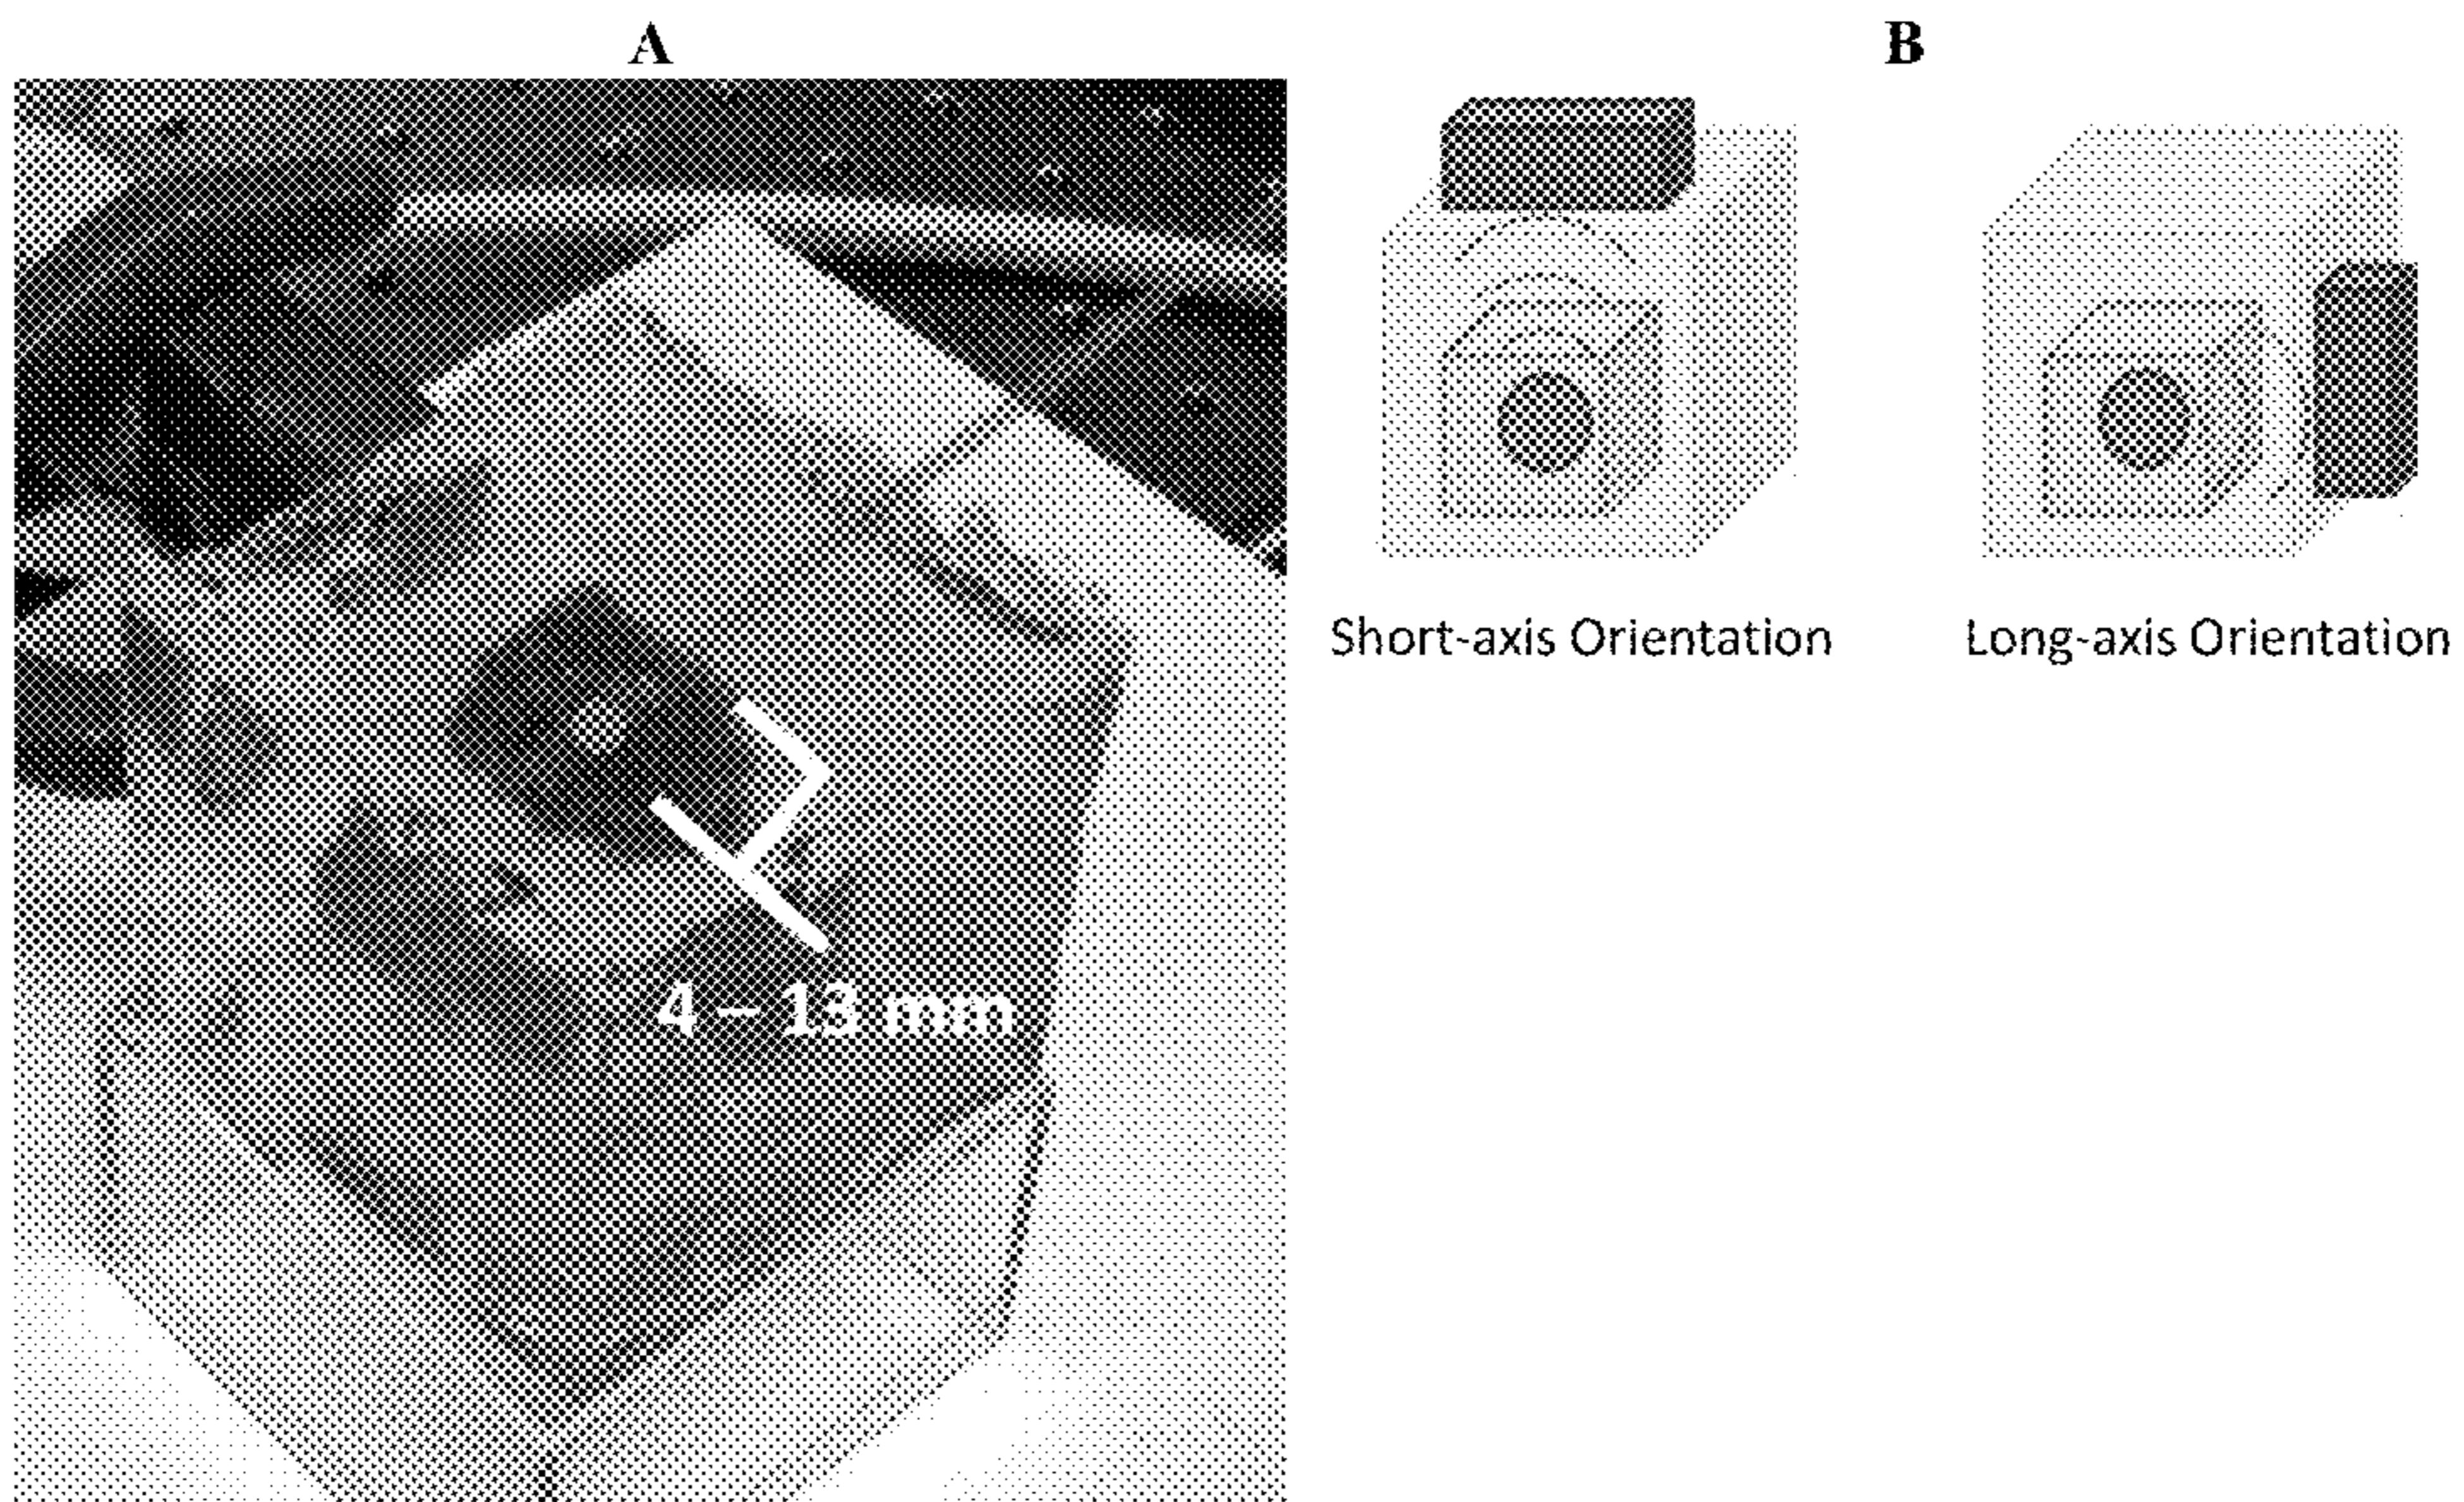 A
B
4 – 13 mm
Short-axis Orientation
Long-axis Orientation